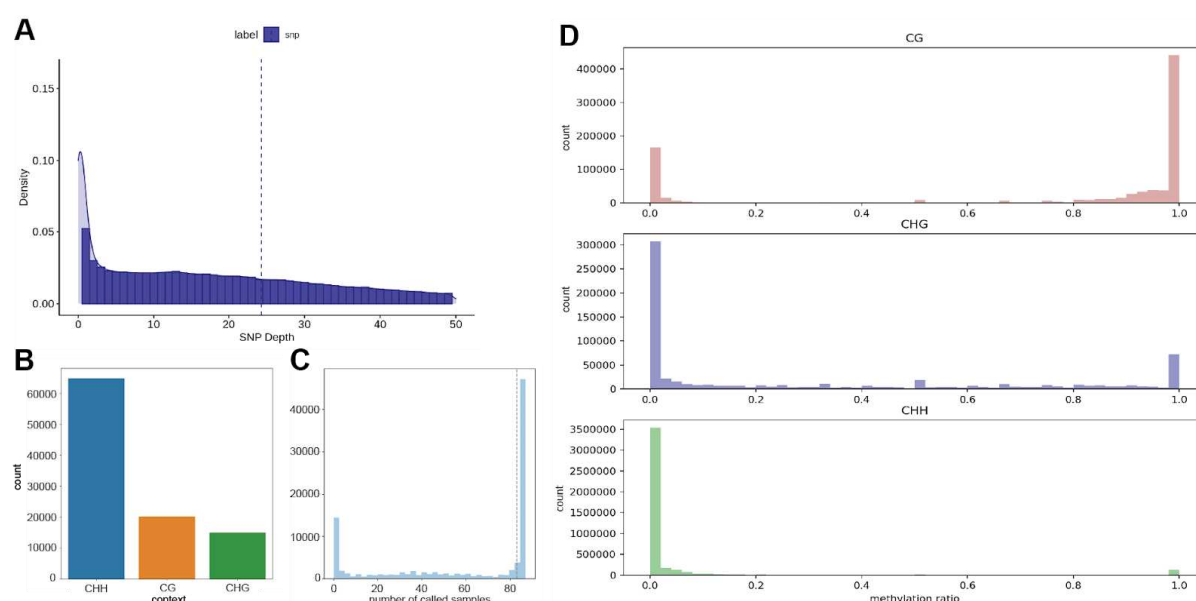 A
label snp
0.15
0.10
0.05
0.00
Density
0 10 20 30 40 50
SNP Depth
B
60000
50000
40000
30000
20000
10000
0
count
CHH CG CHG
context
C
40000
30000
20000
10000
0
0 20 40 60 80
number of called samples
D
CG
400000
300000
200000
100000
0
count
0.0 0.2 0.4 0.6 0.8 1.0
CHG
300000
250000
200000
150000
100000
50000
0
count
0.0 0.2 0.4 0.6 0.8 1.0
CHH
3500000
3000000
2500000
2000000
1500000
1000000
500000
0
count
0.0 0.2 0.4 0.6 0.8 1.0
methylation ratio